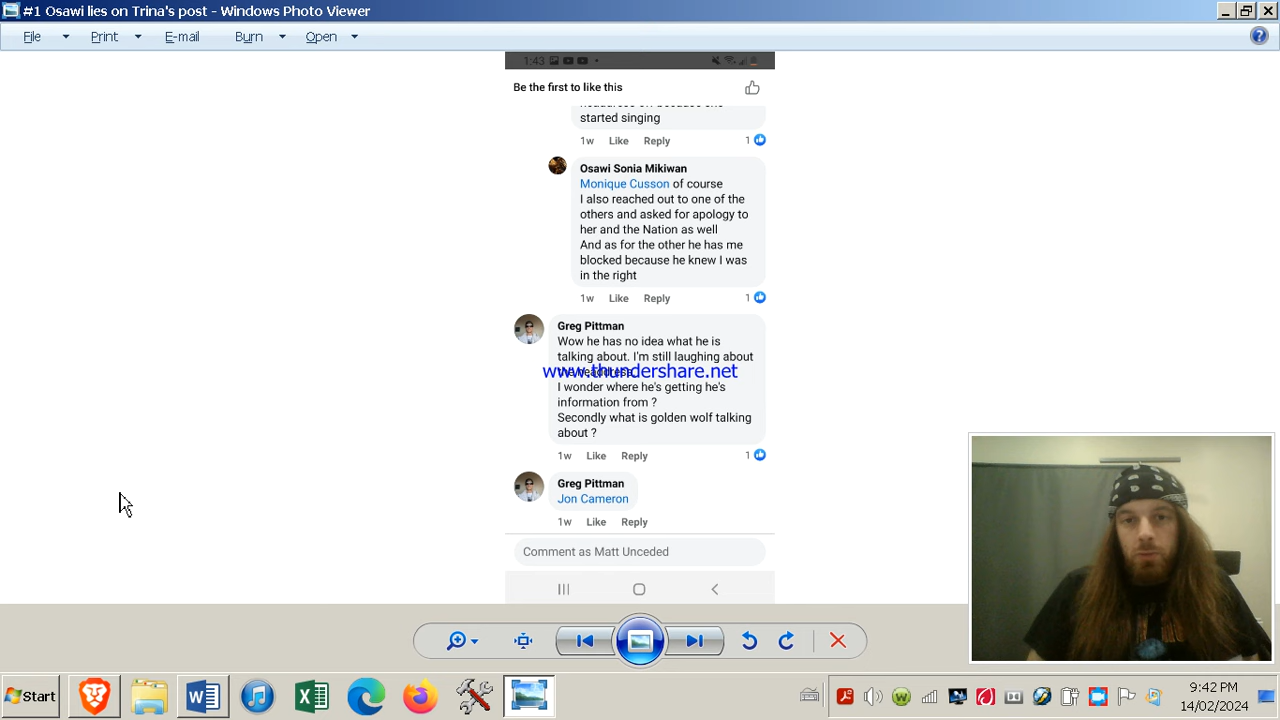 #1 Osawi lies on Trina's post - Windows Photo Viewer
File Print E-mail Burn Open
1:43
Be the first to like this
started singing
1w Like Reply 1
Osawi Sonia Mikiwan
Monique Cusson of course
I also reached out to one of the
others and asked for apology to
her and the Nation as well
And as for the other he has me
blocked because he knew I was
in the right
1w Like Reply 1
Greg Pittman
Wow he has no idea what he is
talking about. I'm still laughing about
www.thundershare.net
I wonder where he's getting he's
information from ?
Secondly what is golden wolf talking
about ?
1w Like Reply 1
Greg Pittman
Jon Cameron
1w Like Reply
Comment as Matt Unceded
Start
9:42 PM
14/02/2024